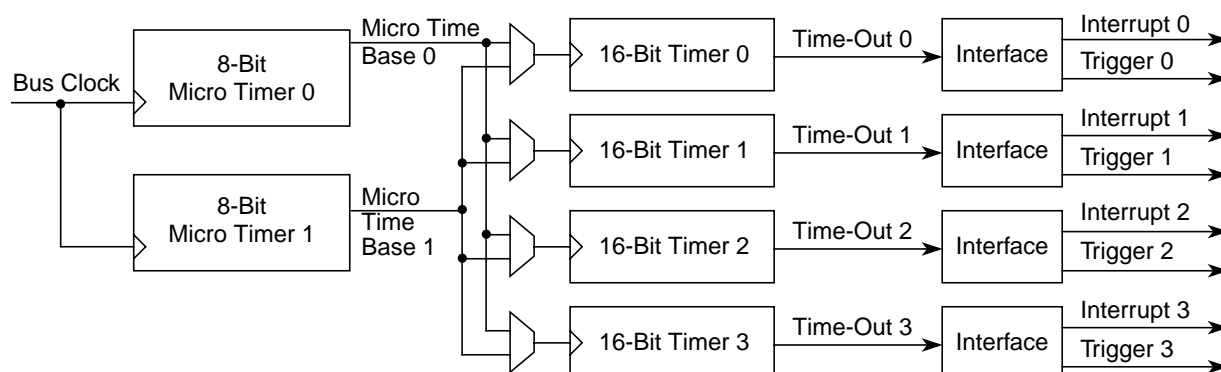 Bus Clock
8-Bit
Micro Timer 0
8-Bit
Micro Timer 1
Micro Time
Base 0
Micro
Time
Base 1
16-Bit Timer 0
Time-Out 0
Interface
Interrupt 0
Trigger 0
16-Bit Timer 1
Time-Out 1
Interface
Interrupt 1
Trigger 1
16-Bit Timer 2
Time-Out 2
Interface
Interrupt 2
Trigger 2
16-Bit Timer 3
Time-Out 3
Interface
Interrupt 3
Trigger 3